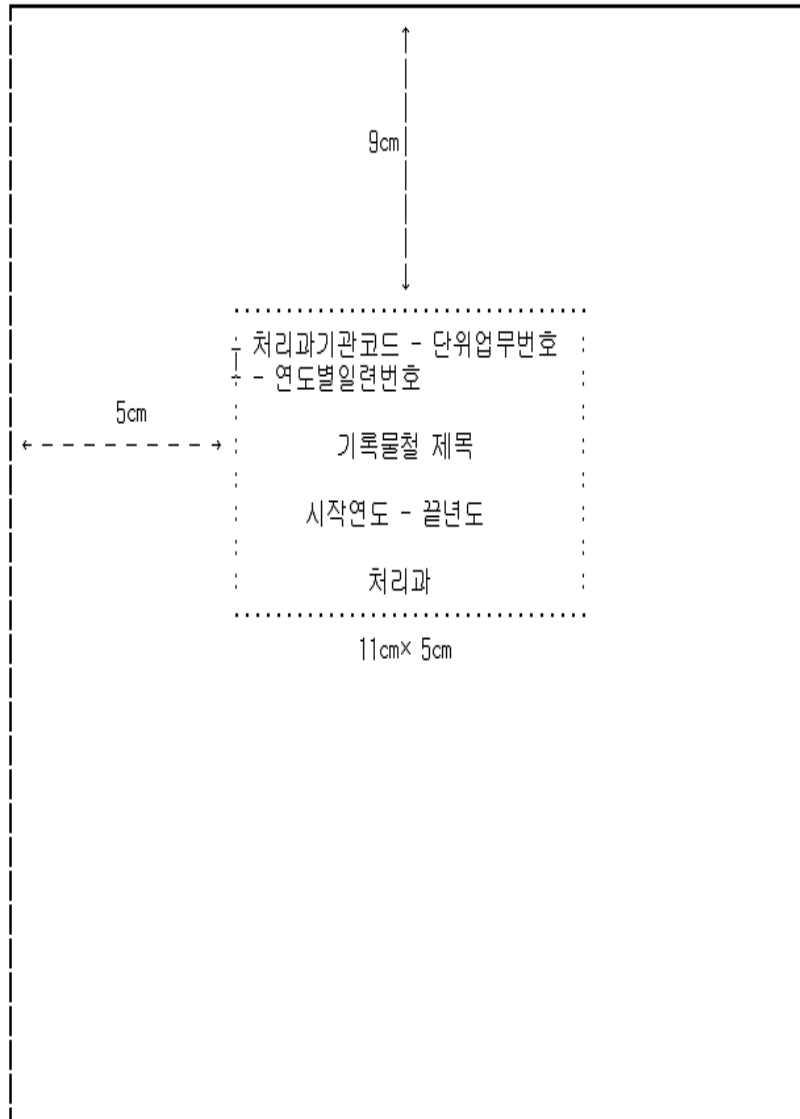 9cm
처리과기관코드 - 단위업무번호
- 연도별일련번호
5cm
기록물철 제목
시작연도 - 끝년도
처리과
11cm× 5cm